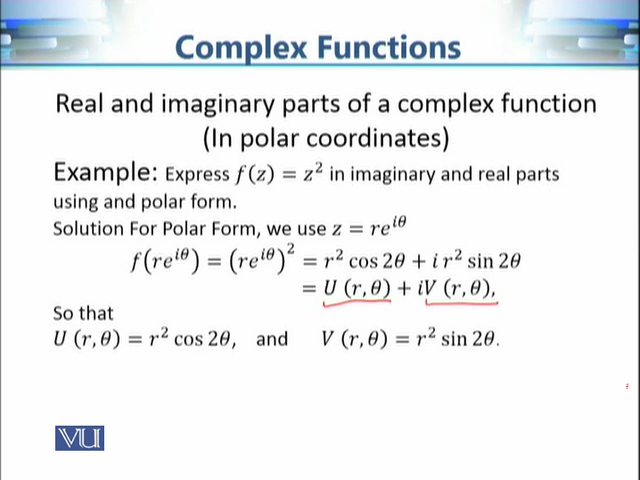 Complex Functions
Real and imaginary parts of a complex function
(In polar coordinates)
Example: Express f(z) = z² in imaginary and real parts
using and polar form.
Solution For Polar Form, we use z = re^{iθ}
f(re^{iθ}) = (re^{iθ})² = r² cos 2θ + i r² sin 2θ
= U (r, θ) + iV (r, θ),
So that
U (r, θ) = r² cos 2θ, and V (r, θ) = r² sin 2θ.
VU